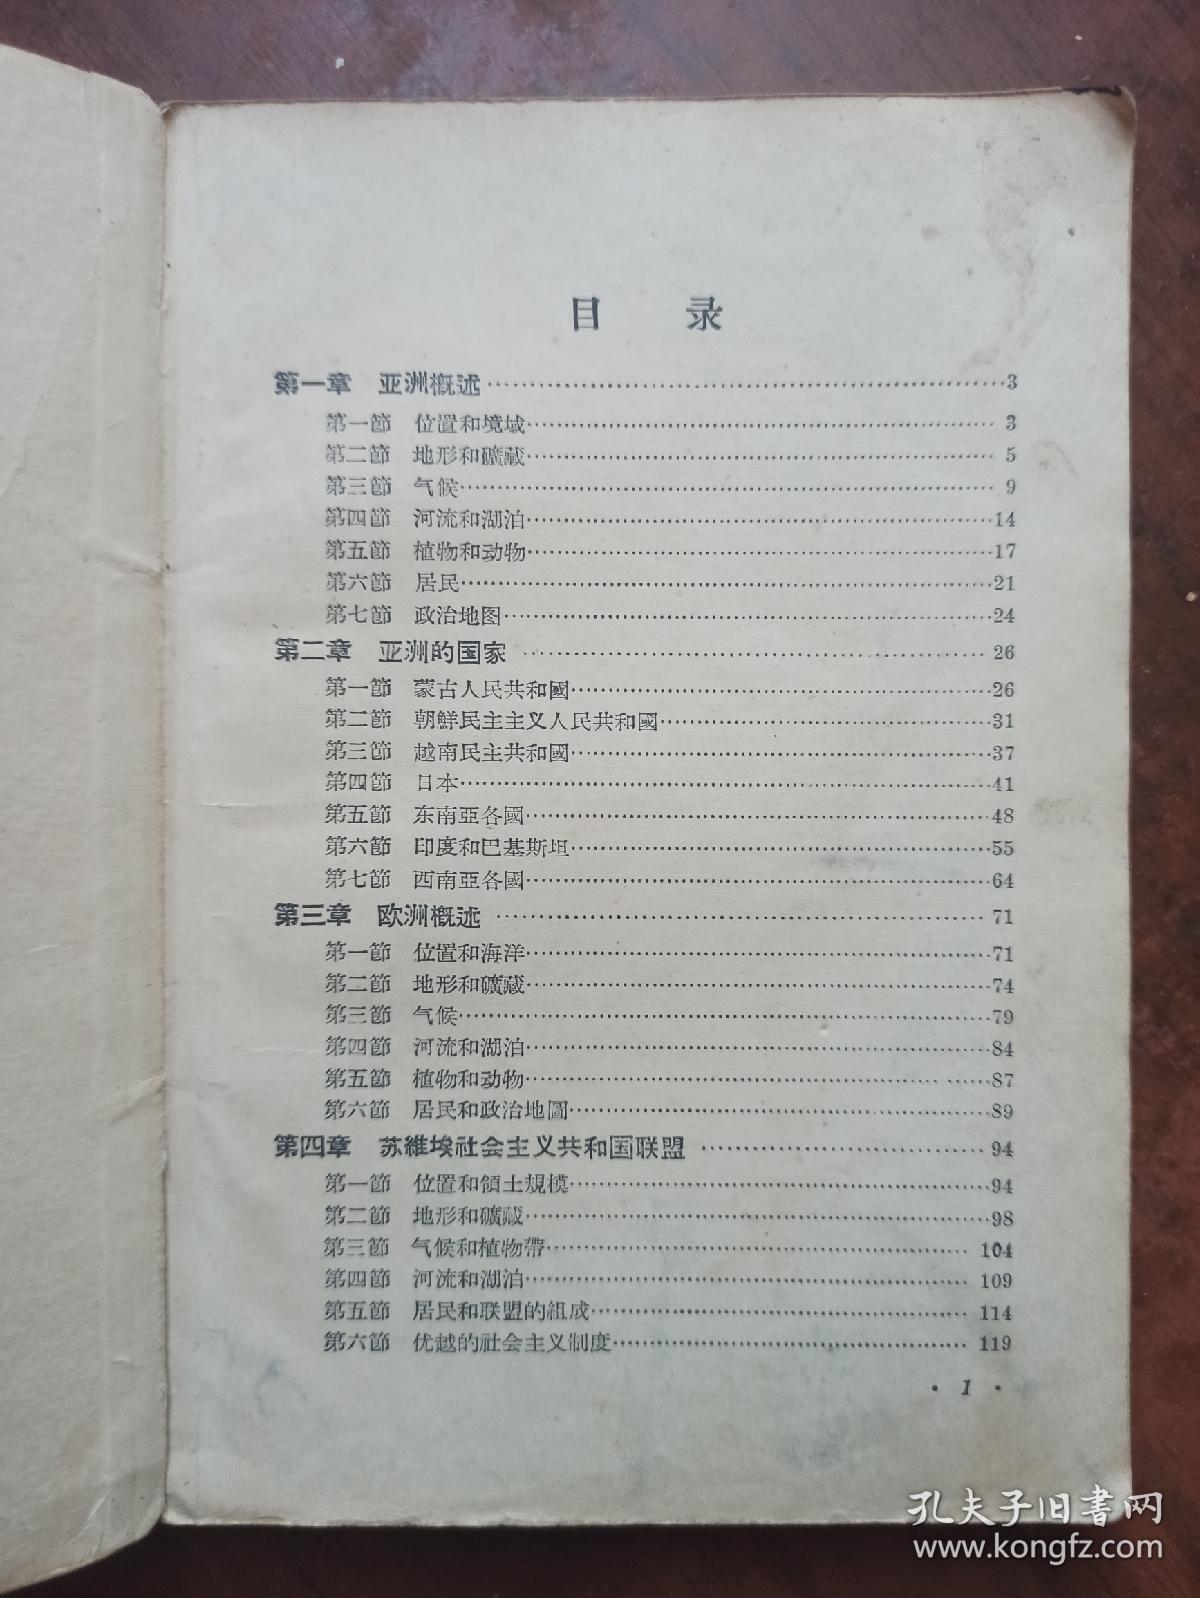 目　录
第一章　亚洲概述……3
第一節　位置和境域……3
第二節　地形和礦藏……5
第三節　气候……9
第四節　河流和湖泊……14
第五節　植物和动物……17
第六節　居民……21
第七節　政治地图……24
第二章　亚洲的国家……26
第一節　蒙古人民共和國……26
第二節　朝鮮民主主义人民共和國……31
第三節　越南民主共和國……37
第四節　日本……41
第五節　东南亞各國……48
第六節　印度和巴基斯坦……55
第七節　西南亞各國……64
第三章　欧洲概述……71
第一節　位置和海洋……71
第二節　地形和礦藏……74
第三節　气候……79
第四節　河流和湖泊……84
第五節　植物和动物……87
第六節　居民和政治地圖……89
第四章　苏維埃社会主义共和国联盟……94
第一節　位置和領土規模……94
第二節　地形和礦藏……98
第三節　气候和植物帶……104
第四節　河流和湖泊……109
第五節　居民和联盟的組成……114
第六節　优越的社会主义制度……119
· 1 ·
孔夫子旧書网
www.kongfz.com